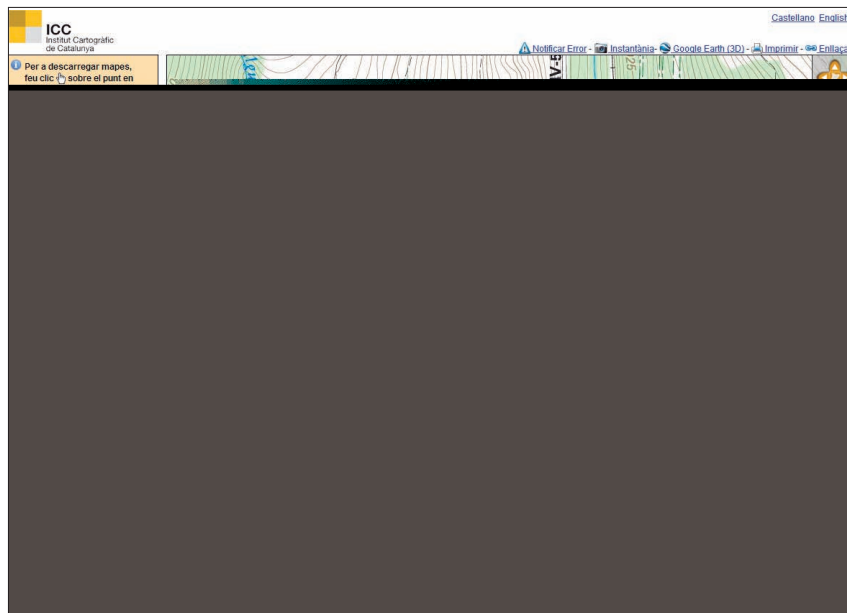 ICC
Institut Cartogràfic
de Catalunya
Castellano English
Notificar Error - Instantània - Google Earth (3D) - Imprimir - Enllaça
Per a descarregar mapes,
feu clic sobre el punt en
25